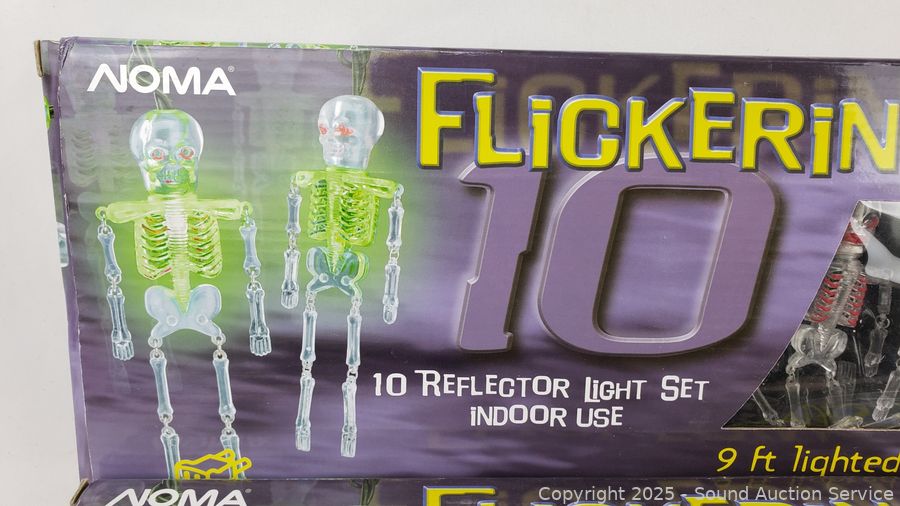 NOMA®
FLICKERIN
10
10 REFLECTOR LIGHT SET
INDOOR USE
9 ft lighted
NOMA
Copyright 2025 - Sound Auction Service